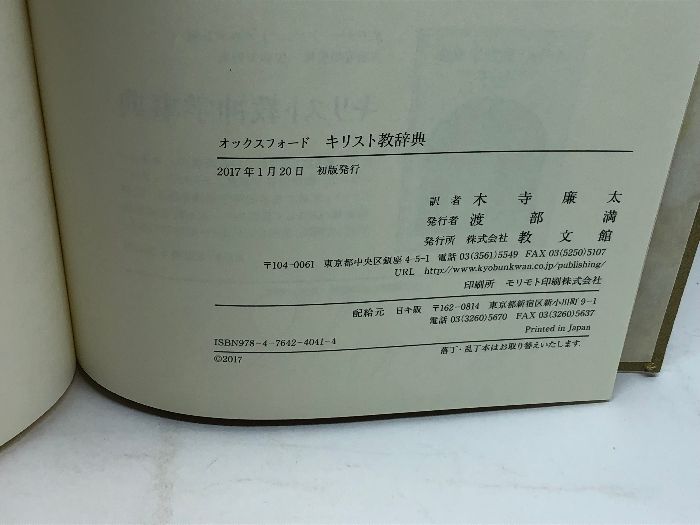 オックスフォード キリスト教辞典
2017年1月20日 初版発行
訳者 木寺廉太
発行者 渡部満
発行所 株式会社 教文館
〒104-0061 東京都中央区銀座4-5-1 電話03(3561)5549 FAX 03(5250)5107
URL http://www.kyobunkwan.co.jp/publishing/
印刷所 モリモト印刷株式会社
配給元 日キ販 〒162-0814 東京都新宿区新小川町9-1
電話03(3260)5670 FAX 03(3260)5637
Printed in Japan
ISBN978-4-7642-4041-4
落丁・乱丁本はお取り替えいたします.
©2017